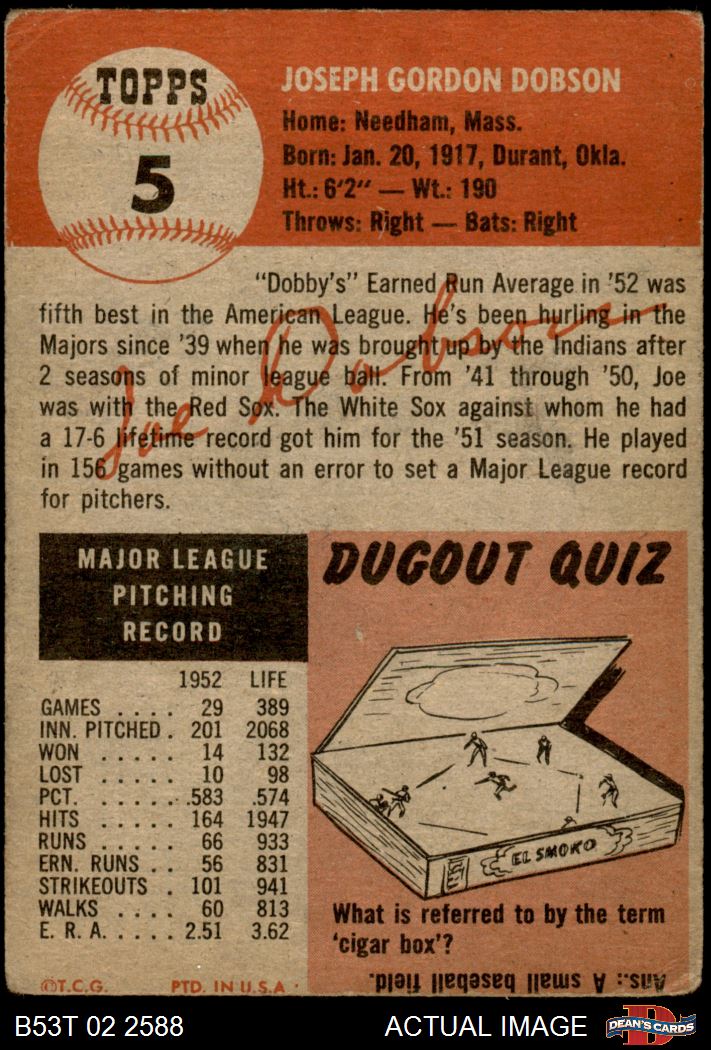 TOPPS
5
JOSEPH GORDON DOBSON
Home: Needham, Mass.
Born: Jan. 20, 1917, Durant, Okla.
Ht.: 6'2" — Wt.: 190
Throws: Right — Bats: Right
"Dobby's" Earned Run Average in '52 was
fifth best in the American League. He's been hurling in the
Majors since '39 when he was brought up by the Indians after
2 seasons of minor league ball. From '41 through '50, Joe
was with the Red Sox. The White Sox against whom he had
a 17-6 lifetime record got him for the '51 season. He played
in 156 games without an error to set a Major League record
for pitchers.
Joe Dobson
MAJOR LEAGUE
PITCHING
RECORD
1952 LIFE
GAMES . . . . 29 389
INN. PITCHED . 201 2068
WON . . . . . 14 132
LOST . . . . . 10 98
PCT. . . . . . .583 .574
HITS . . . . . 164 1947
RUNS . . . . . 66 933
ERN. RUNS . . 56 831
STRIKEOUTS . 101 941
WALKS . . . . 60 813
E. R. A. . . . . 2.51 3.62
©T.C.G. PTD. IN U.S.A.
DUGOUT QUIZ
EL SMOKO
What is referred to by the term
'cigar box'?
Ans.: A small baseball field.
B53T 02 2588
ACTUAL IMAGE
DEAN'S CARDS